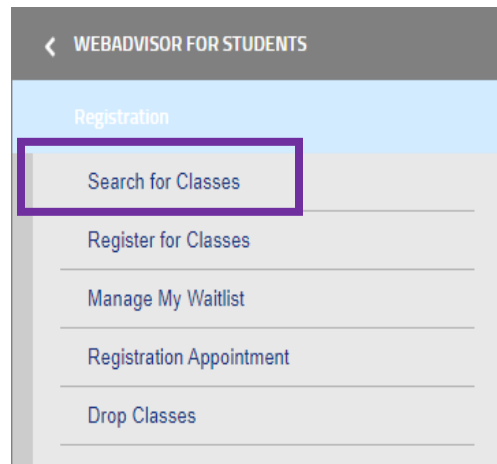 WEBADVISOR FOR STUDENTS
Registration
Search for Classes
Register for Classes
Manage My Waitlist
Registration Appointment
Drop Classes